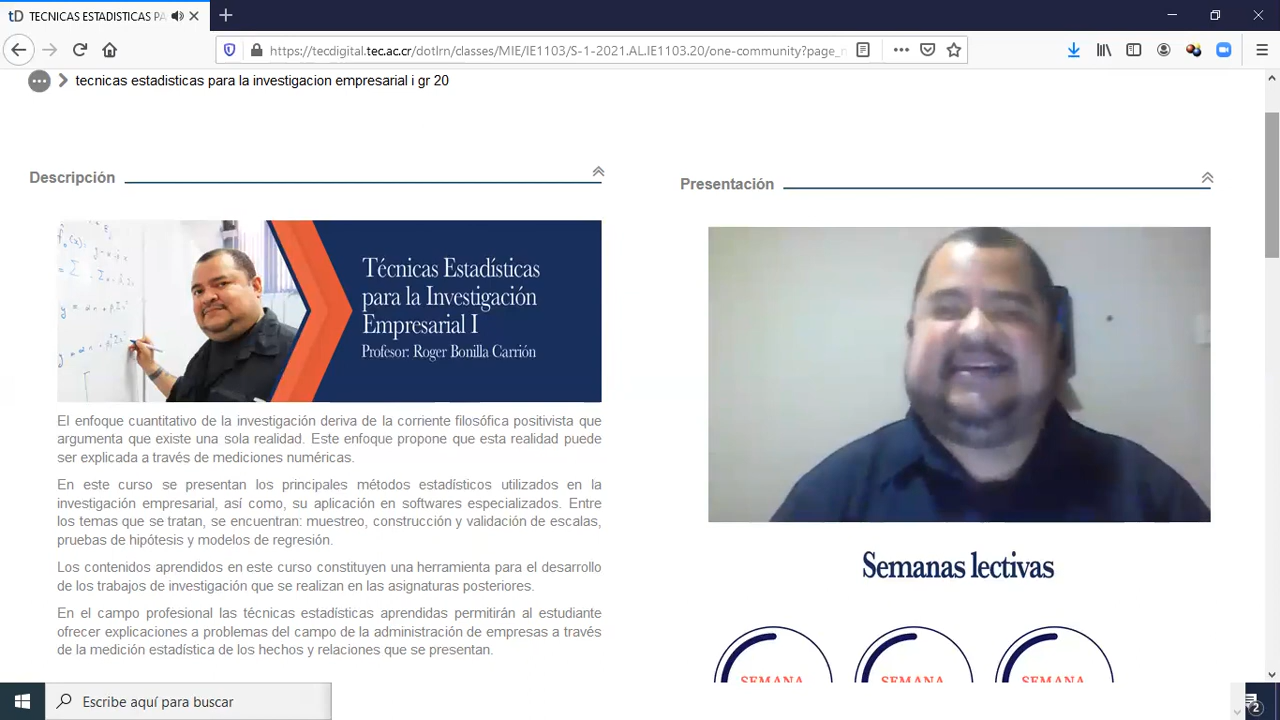 TECNICAS ESTADISTICAS PA
https://tecdigital.tec.ac.cr/dotlrn/classes/MIE/IE1103/S-1-2021.AL.IE1103.20/one-community?page_n
tecnicas estadisticas para la investigacion empresarial i gr 20
Descripción
Técnicas Estadísticas
para la Investigación
Empresarial I
Profesor: Roger Bonilla Carrión
El enfoque cuantitativo de la investigación deriva de la corriente filosófica positivista que
argumenta que existe una sola realidad. Este enfoque propone que esta realidad puede
ser explicada a través de mediciones numéricas.
En este curso se presentan los principales métodos estadísticos utilizados en la
investigación empresarial, así como, su aplicación en softwares especializados. Entre
los temas que se tratan, se encuentran: muestreo, construcción y validación de escalas,
pruebas de hipótesis y modelos de regresión.
Los contenidos aprendidos en este curso constituyen una herramienta para el desarrollo
de los trabajos de investigación que se realizan en las asignaturas posteriores.
En el campo profesional las técnicas estadísticas aprendidas permitirán al estudiante
ofrecer explicaciones a problemas del campo de la administración de empresas a través
de la medición estadística de los hechos y relaciones que se presentan.
Presentación
Semanas lectivas
SEMANA SEMANA SEMANA
Escribe aquí para buscar
2